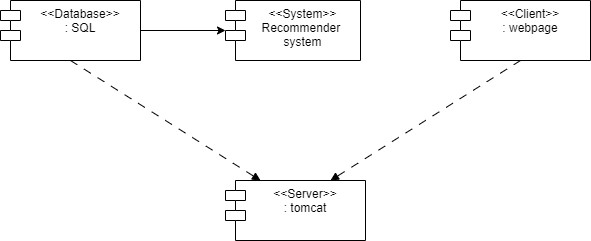 <<Database>>
: SQL
<<System>>
Recommender
system
<<Client>>
: webpage
<<Server>>
: tomcat